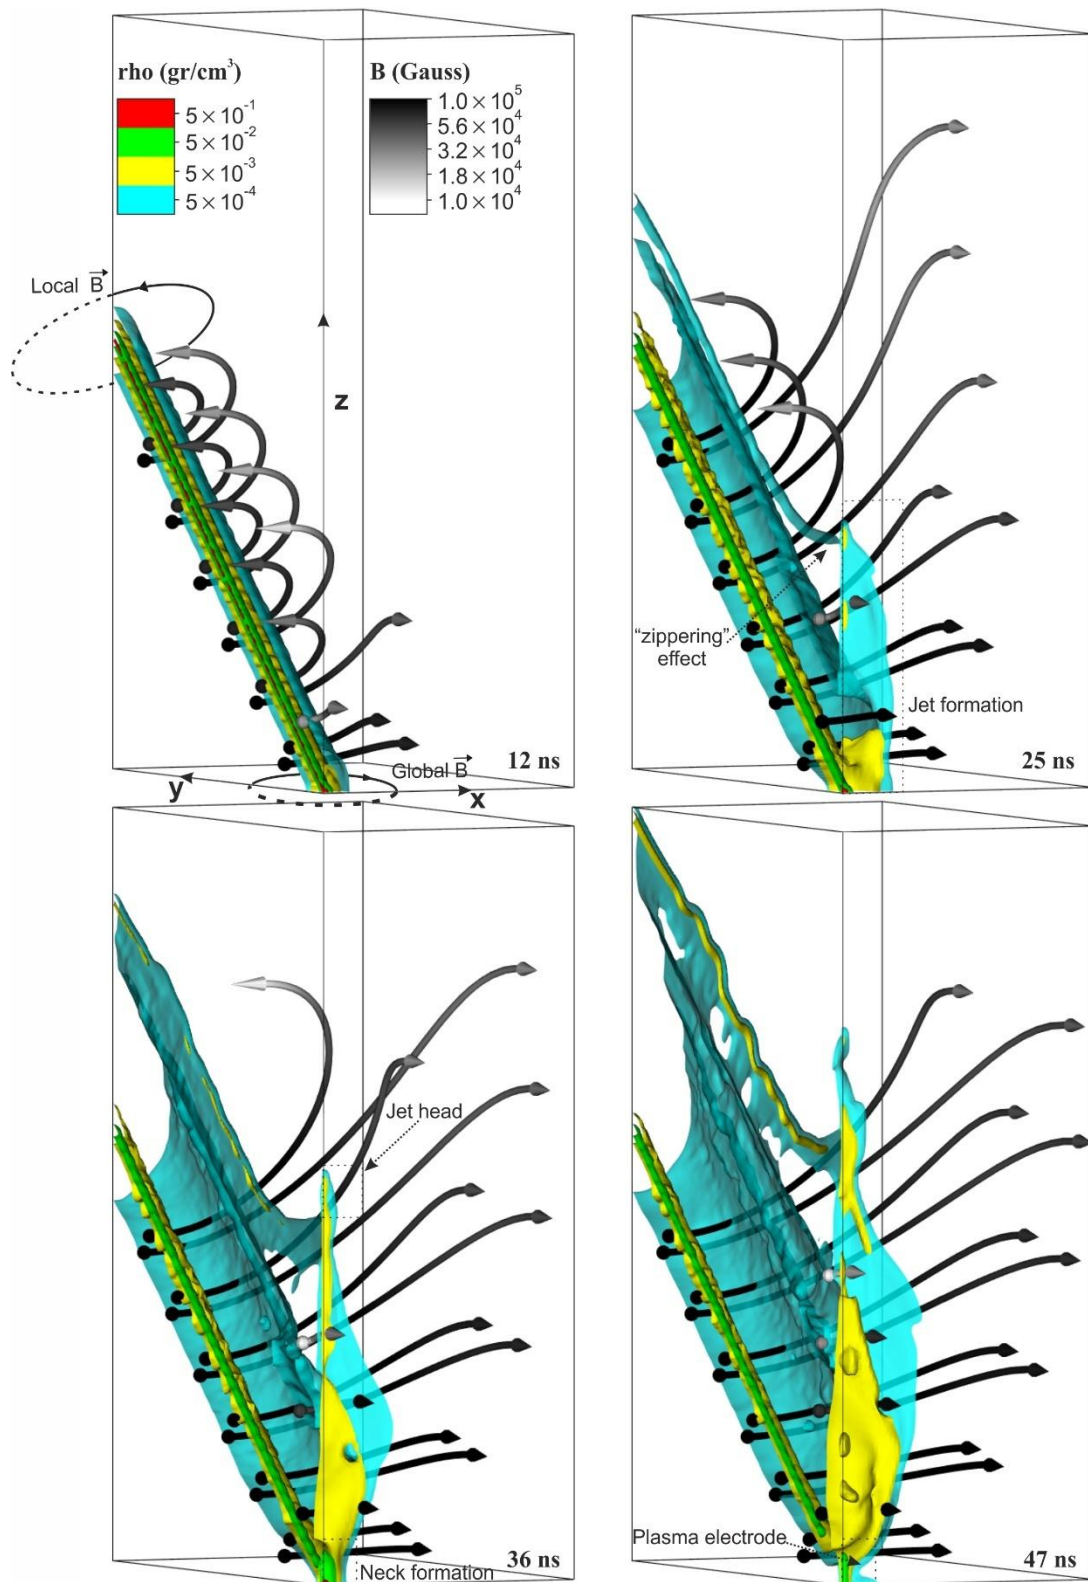 rho (gr/cm³)
5×10⁻¹
5×10⁻²
5×10⁻³
5×10⁻⁴
B (Gauss)
1.0×10⁵
5.6×10⁴
3.2×10⁴
1.8×10⁴
1.0×10⁴
Local B⃗
z
y
Global B⃗
x
12 ns
"zippering"
effect
Jet formation
25 ns
Jet head
Neck formation
36 ns
Plasma electrode
47 ns